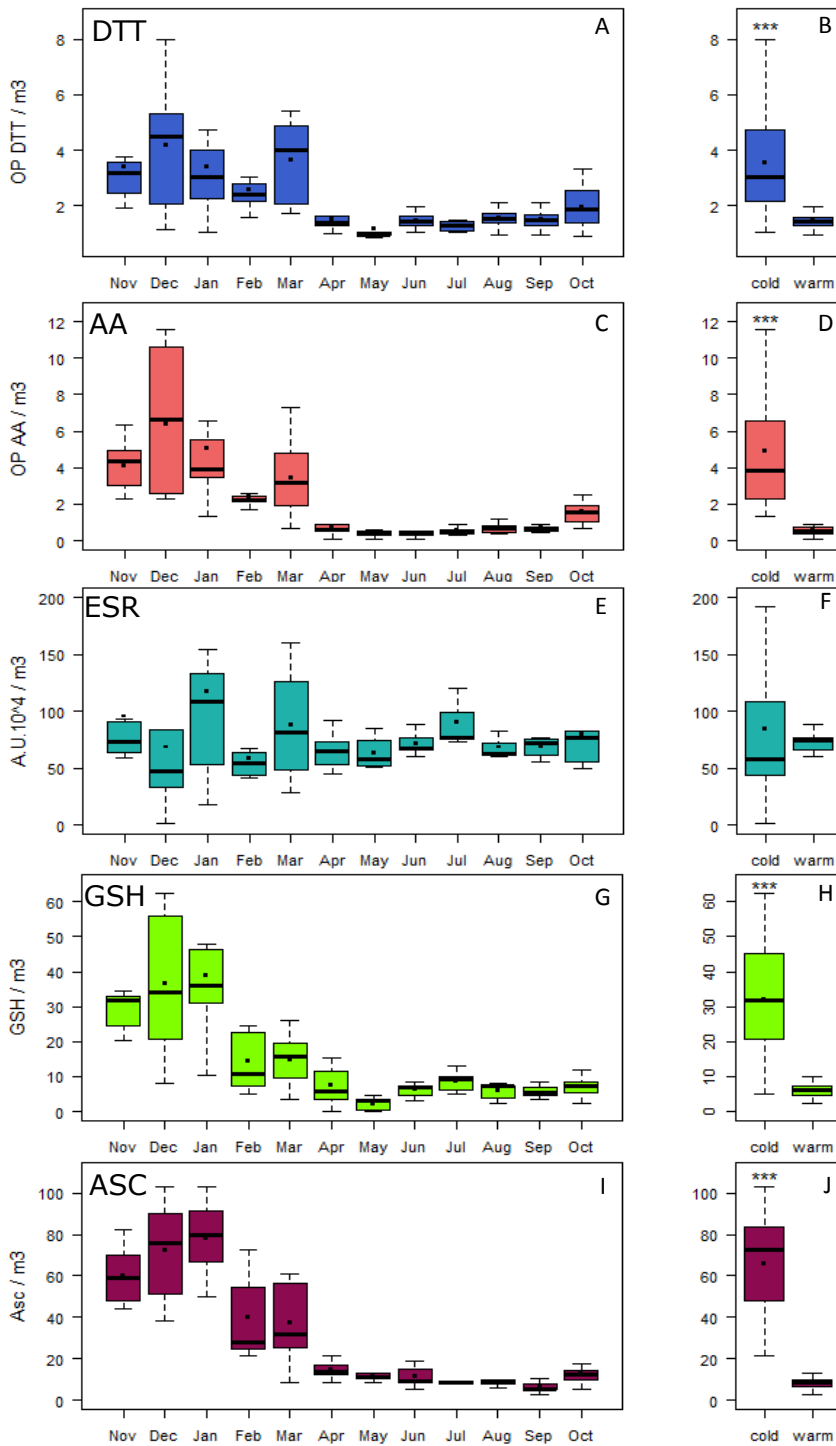 DTT A B
8 6 4 2
OP DTT / m3
Nov Dec Jan Feb Mar Apr May Jun Jul Aug Sep Oct
***
8 6 4 2
cold warm
AA C D
12 10 8 6 4 2 0
OP AA / m3
Nov Dec Jan Feb Mar Apr May Jun Jul Aug Sep Oct
***
12 10 8 6 4 2 0
cold warm
ESR E F
200 150 100 50 0
A.U.10^4 / m3
Nov Dec Jan Feb Mar Apr May Jun Jul Aug Sep Oct
200 150 100 50 0
cold warm
GSH G H
60 50 40 30 20 10 0
GSH / m3
Nov Dec Jan Feb Mar Apr May Jun Jul Aug Sep Oct
***
60 50 40 30 20 10 0
cold warm
ASC I J
100 80 60 40 20 0
Asc / m3
Nov Dec Jan Feb Mar Apr May Jun Jul Aug Sep Oct
***
100 80 60 40 20 0
cold warm